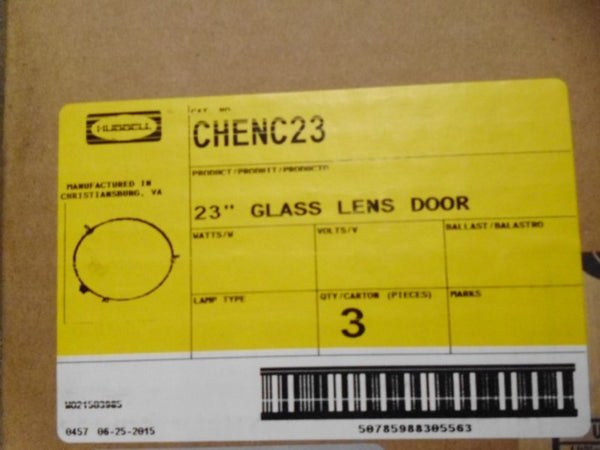 HUBBELL
CAT. NO.
CHENC23
PRODUCT/PRODUIT/PRODUCTO
MANUFACTURED IN
CHRISTIANSBURG, VA
23" GLASS LENS DOOR
WATTS/W VOLTS/V BALLAST/BALASTRO
LAMP TYPE QTY/CARTON (PIECES) MARKS
3
WO21503985
0457 06-25-2015
50785988305563